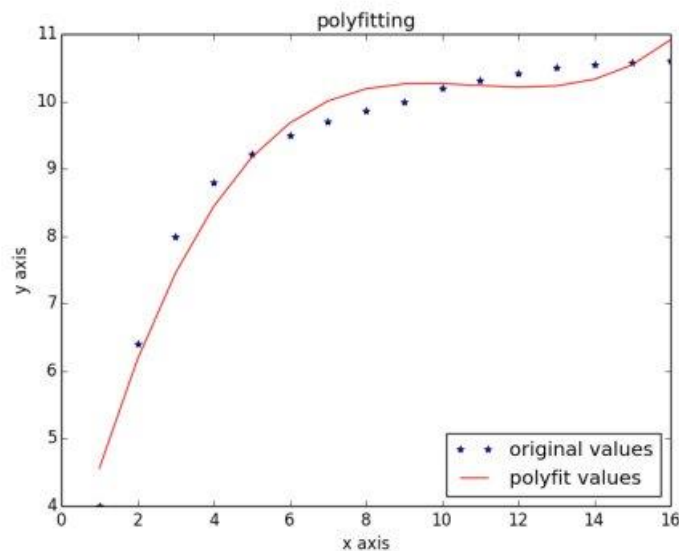 polyfitting
11
10
9
8
7
6
5
4
y axis
0 2 4 6 8 10 12 14 16
x axis
original values
polyfit values